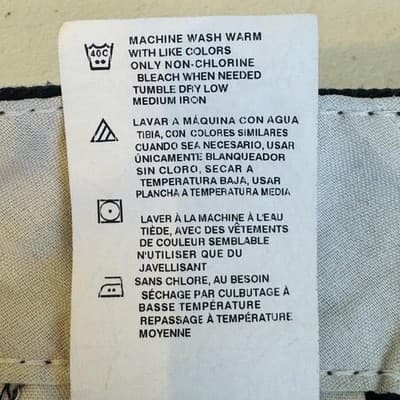 40C
MACHINE WASH WARM
WITH LIKE COLORS
ONLY NON-CHLORINE
BLEACH WHEN NEEDED
TUMBLE DRY LOW
MEDIUM IRON
LAVAR A MÁQUINA CON AGUA
TIBIA, CON COLORES SIMILARES
CUANDO SEA NECESARIO, USAR
ÚNICAMENTE BLANQUEADOR
SIN CLORO, SECAR A
TEMPERATURA BAJA, USAR
PLANCHA A TEMPERATURA MEDIA
LAVER À LA MACHINE À L'EAU
TIÈDE, AVEC DES VÊTEMENTS
DE COULEUR SEMBLABLE
N'UTILISER QUE DU
JAVELLISANT
SANS CHLORE, AU BESOIN
SÉCHAGE PAR CULBUTAGE À
BASSE TEMPÉRATURE
REPASSAGE À TEMPÉRATURE
MOYENNE